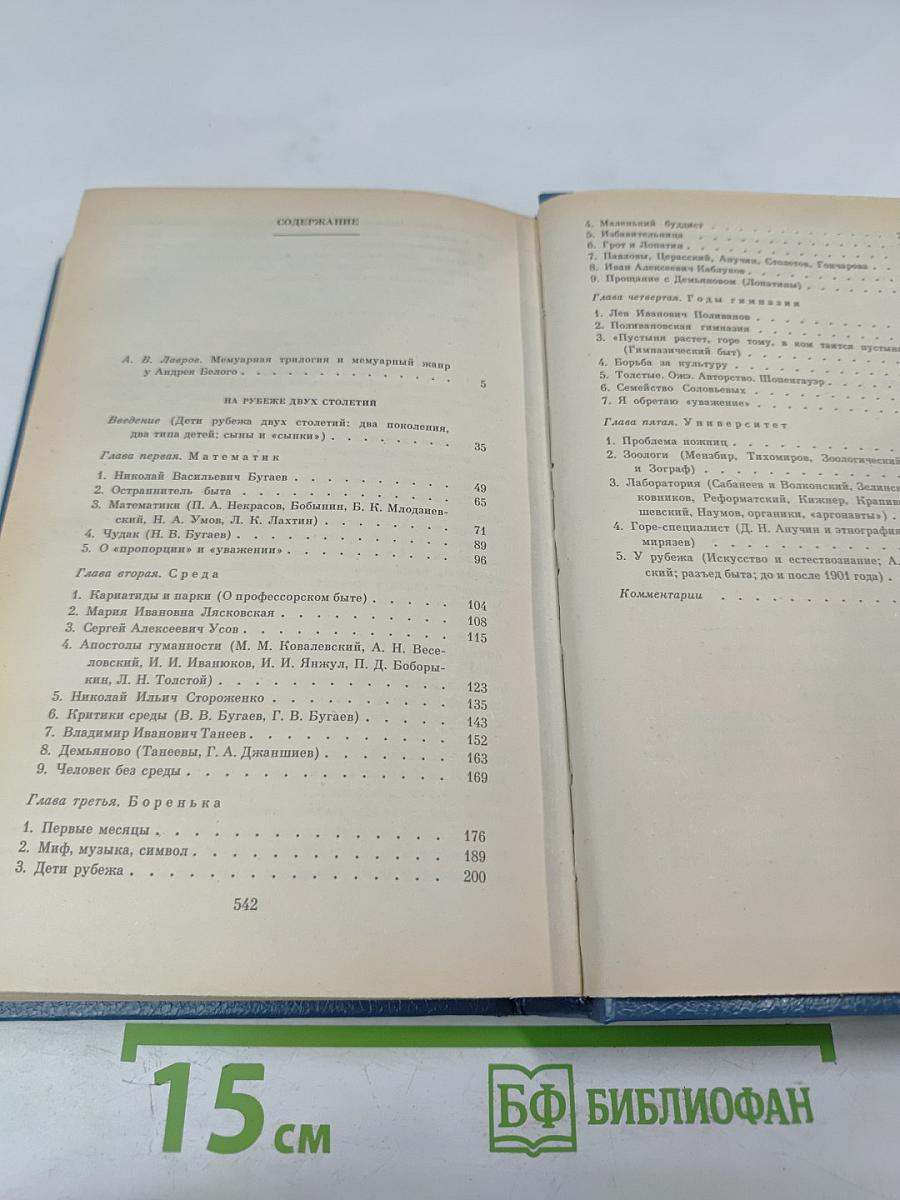 СОДЕРЖАНИЕ
А. В. Лавров. Мемуарная трилогия и мемуарный жанр
у Андрея Белого . . . . . . . . . . . . . 5
НА РУБЕЖЕ ДВУХ СТОЛЕТИЙ
Введение (Дети рубежа двух столетий: два поколения,
два типа детей: сыны и «сынки») . . . . . . . . 35
Глава первая. Математик
1. Николай Васильевич Бугаев . . . . . . . . . 49
2. Остраннитель быта . . . . . . . . . . . . 65
3. Математики (П. А. Некрасов, Бобынин, Б. К. Млодзиев-
ский, Н. А. Умов, Л. К. Лахтин) . . . . . . . . 71
4. Чудак (Н. В. Бугаев) . . . . . . . . . . . 89
5. О «пропорции» и «уважении» . . . . . . . . . 96
Глава вторая. Среда
1. Кариатиды и парки (О профессорском быте) . . . . . 104
2. Мария Ивановна Лясковская . . . . . . . . . 108
3. Сергей Алексеевич Усов . . . . . . . . . . 115
4. Апостолы гуманности (М. М. Ковалевский, А. Н. Весе-
ловский, И. И. Иванюков, И. И. Янжул, П. Д. Боборы-
кин, Л. Н. Толстой) . . . . . . . . . . . . 123
5. Николай Ильич Стороженко . . . . . . . . . 135
6. Критики среды (В. В. Бугаев, Г. В. Бугаев) . . . . . 143
7. Владимир Иванович Танеев . . . . . . . . . . 152
8. Демьяново (Танеевы, Г. А. Джаншиев) . . . . . . . 163
9. Человек без среды . . . . . . . . . . . . 169
Глава третья. Боренька
1. Первые месяцы . . . . . . . . . . . . . . 176
2. Миф, музыка, символ . . . . . . . . . . . . 189
3. Дети рубежа . . . . . . . . . . . . . . . 200
542
4. Маленький буддист . . . . . . . . . .
5. Избавительница . . . . . . . . . .
6. Грот и Лопатин . . . . . . . . . .
7. Павловы, Церасский, Анучин, Столетов, Гончарова . .
8. Иван Алексеевич Каблуков . . . . . . . .
9. Прощание с Демьяновом (Лопатины) . . . . .
Глава четвертая. Годы гимназии
1. Лев Иванович Поливанов . . . . . . . .
2. Поливановская гимназия . . . . . . . .
3. «Пустыня растет, горе тому, в ком таится пустын
(Гимназический быт) . . . . . . . . . .
4. Борьба за культуру . . . . . . . . . .
5. Толстые. Ожэ. Авторство. Шопенгауэр . . . . .
6. Семейство Соловьевых . . . . . . . . .
7. Я обретаю «уважение» . . . . . . . . .
Глава пятая. Университет
1. Проблема ножниц . . . . . . . . . .
2. Зоологи (Мензбир, Тихомиров, Зоологический
и Зограф) . . . . . . . . . . . .
3. Лаборатория (Сабанеев и Волконский, Зелинск
ковников, Реформатский, Кижнер, Крапив
шевский, Наумов, органики, «аргонавты») .
4. Горе-специалист (Д. Н. Анучин и этнография
мирязев) . . . . . . . . . . . .
5. У рубежа (Искусство и естествознание; А.
ский; разъед быта; до и после 1901 года) .
Комментарии . . . . . . . . . . .
15 см
БФ БИБЛИОФАН